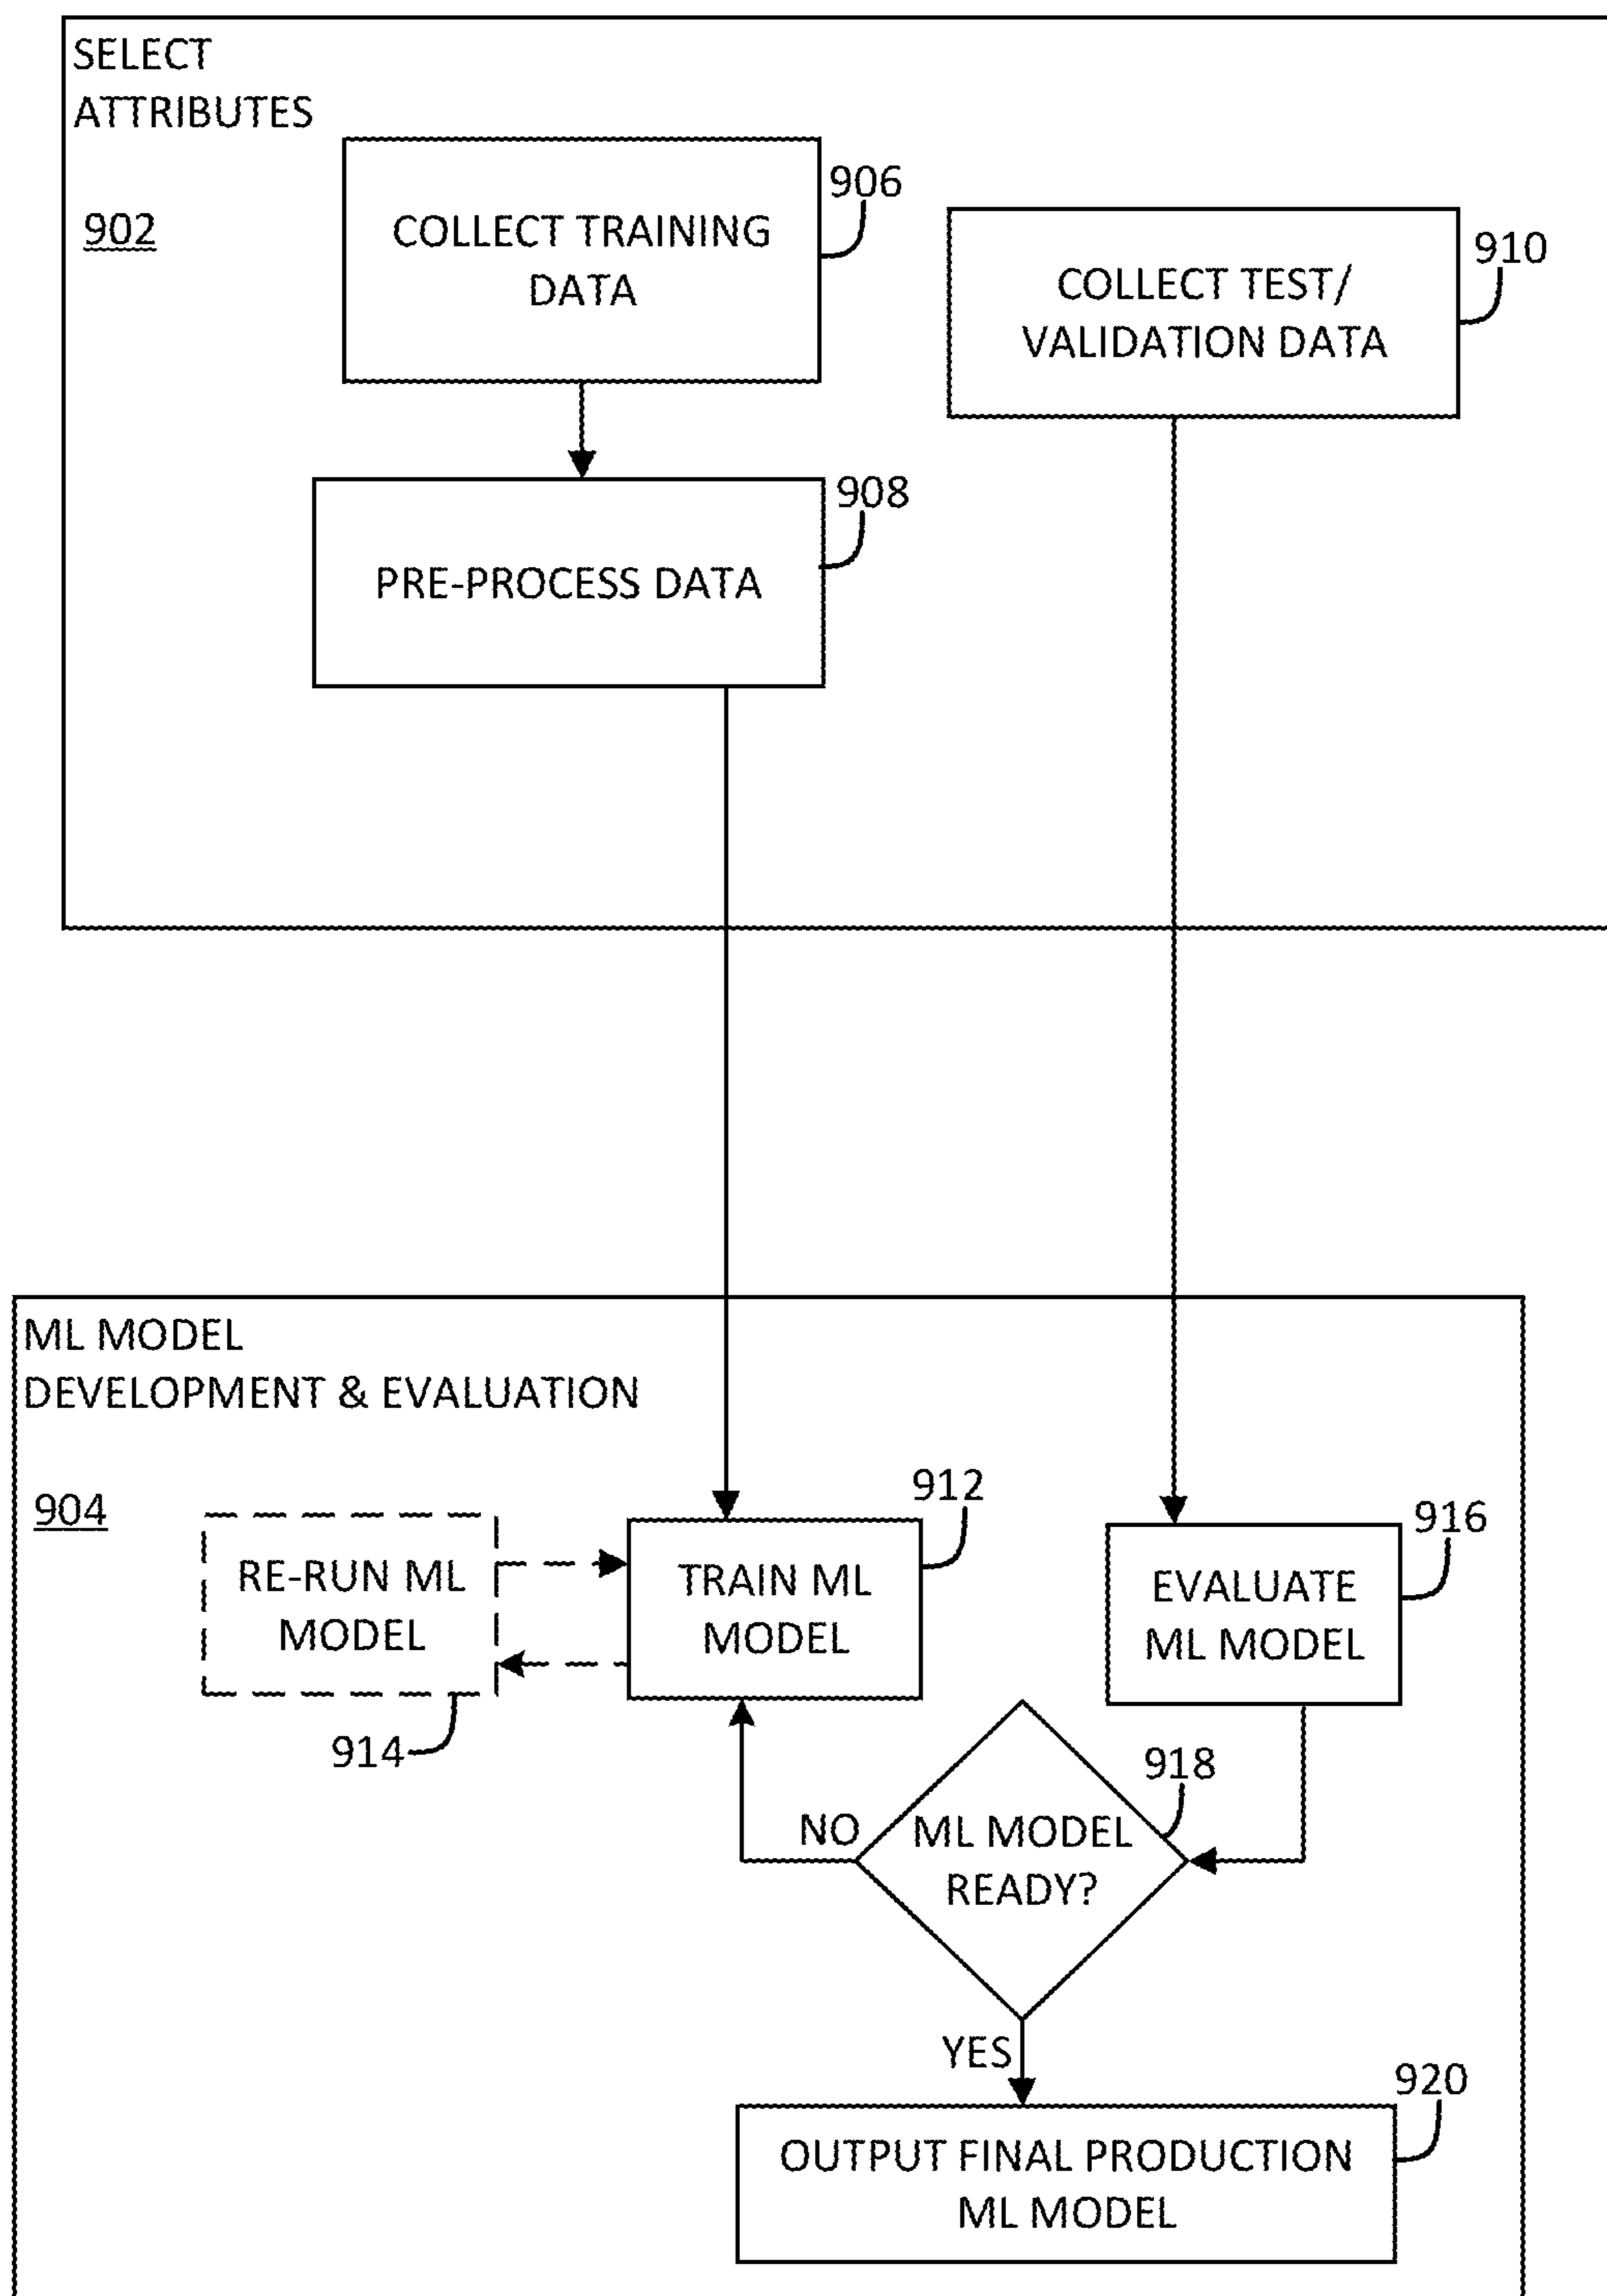 SELECT
ATTRIBUTES
902
COLLECT TRAINING
DATA
906
COLLECT TEST/
VALIDATION DATA
910
PRE-PROCESS DATA
908
ML MODEL
DEVELOPMENT & EVALUATION
904
RE-RUN ML
MODEL
914
TRAIN ML
MODEL
912
EVALUATE
ML MODEL
916
NO
ML MODEL
READY?
918
YES
OUTPUT FINAL PRODUCTION
ML MODEL
920